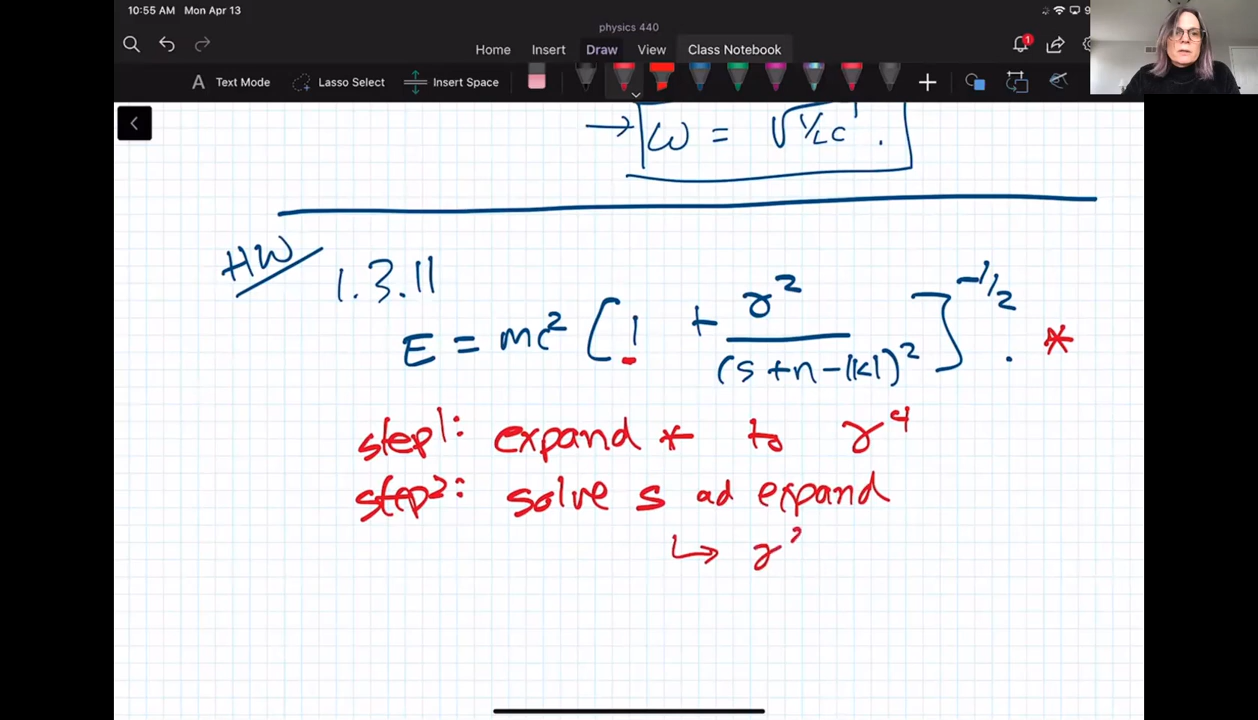 10:55 AM Mon Apr 13
physics 440
Home Insert Draw View Class Notebook
1
Text Mode Lasso Select Insert Space
→ ω = √1/LC .
HW 1.3.11
E = mc² [ 1 + γ² / (s + n - |k|)² ]^-1/2 . *
step1: expand * to γ⁴
step2: solve s ad expand
↳ γ²